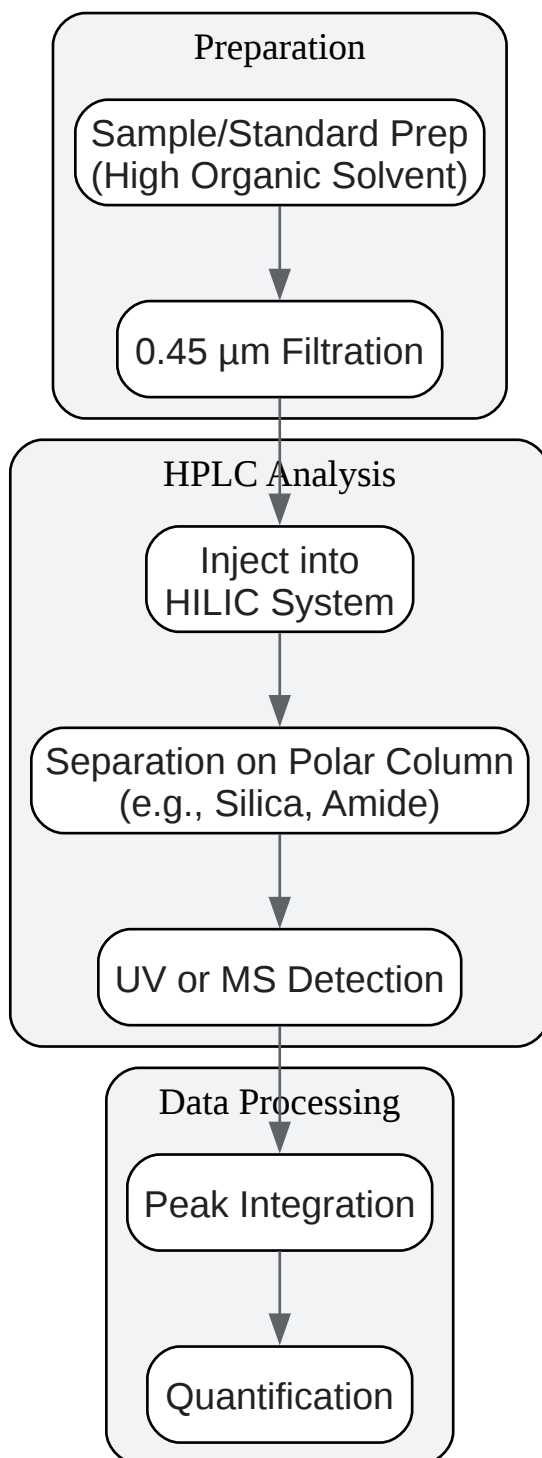 Preparation
Sample/Standard Prep
(High Organic Solvent)
0.45 µm Filtration
HPLC Analysis
Inject into
HILIC System
Separation on Polar Column
(e.g., Silica, Amide)
UV or MS Detection
Data Processing
Peak Integration
Quantification